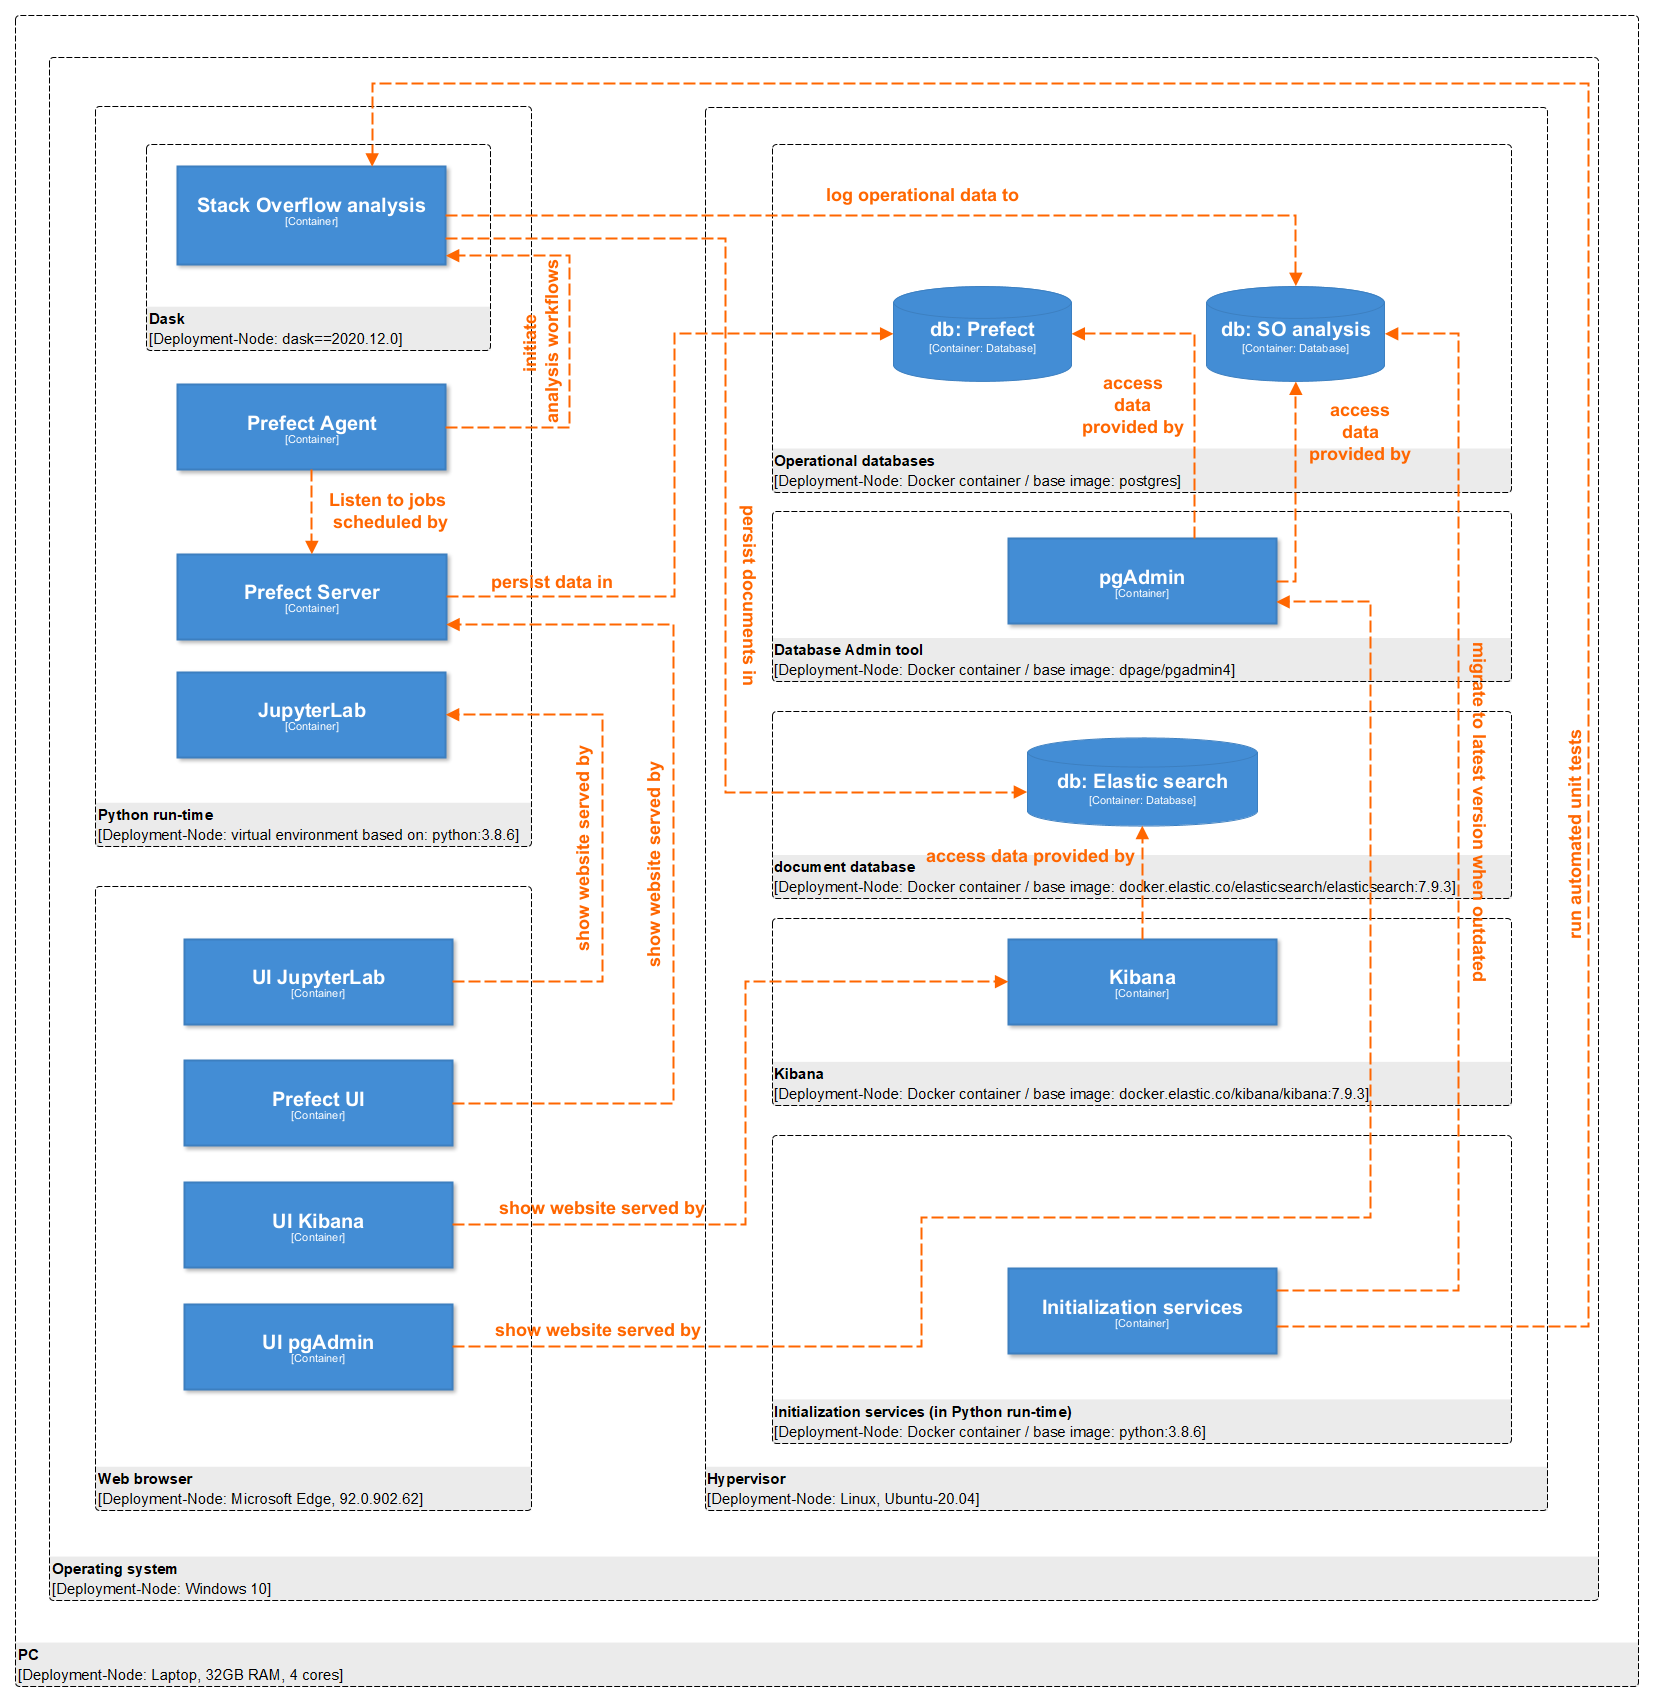 Stack Overflow analysis
[Container]
Dask
[Deployment-Node: dask==2020.12.0]
initiate
analysis workflows
Prefect Agent
[Container]
Listen to jobs
scheduled by
Prefect Server
[Container]
persist data in
JupyterLab
[Container]
Python run-time
[Deployment-Node: virtual environment based on: python:3.8.6]
show website served by
show website served by
persist documents in
UI JupyterLab
[Container]
Prefect UI
[Container]
UI Kibana
[Container]
show website served by
UI pgAdmin
[Container]
show website served by
Web browser
[Deployment-Node: Microsoft Edge, 92.0.902.62]
log operational data to
db: Prefect
[Container: Database]
db: SO analysis
[Container: Database]
access
data
provided by
access
data
provided by
Operational databases
[Deployment-Node: Docker container / base image: postgres]
pgAdmin
[Container]
Database Admin tool
[Deployment-Node: Docker container / base image: dpage/pgadmin4]
db: Elastic search
[Container: Database]
access data provided by
document database
[Deployment-Node: Docker container / base image: docker.elastic.co/elasticsearch/elasticsearch:7.9.3]
Kibana
[Container]
Kibana
[Deployment-Node: Docker container / base image: docker.elastic.co/kibana/kibana:7.9.3]
migrate to latest version when outdated
run automated unit tests
Initialization services
[Container]
Initialization services (in Python run-time)
[Deployment-Node: Docker container / base image: python:3.8.6]
Hypervisor
[Deployment-Node: Linux, Ubuntu-20.04]
Operating system
[Deployment-Node: Windows 10]
PC
[Deployment-Node: Laptop, 32GB RAM, 4 cores]